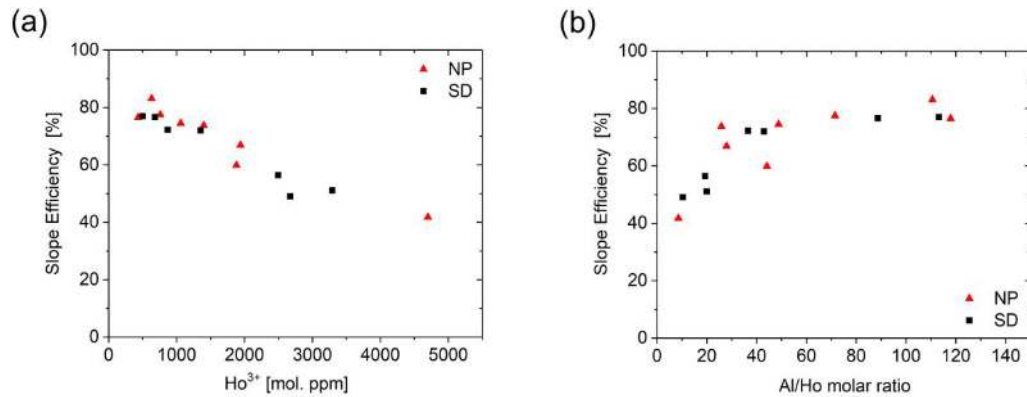 (a)
100
80
60
40
20
0
Slope Efficiency [%]
NP
SD
0 1000 2000 3000 4000 5000
Ho³⁺ [mol. ppm]
(b)
100
80
60
40
20
0
Slope Efficiency [%]
NP
SD
0 20 40 60 80 100 120 140
Al/Ho molar ratio